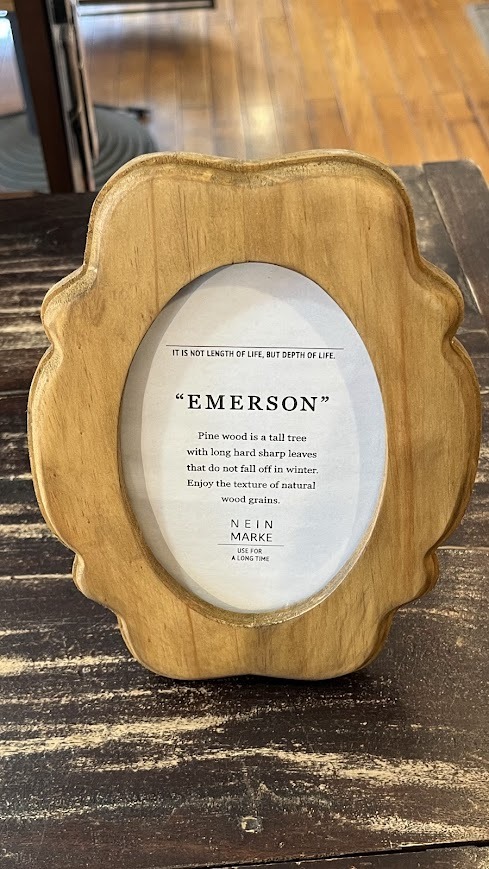 IT IS NOT LENGTH OF LIFE, BUT DEPTH OF LIFE.
“EMERSON”
Pine wood is a tall tree
with long hard sharp leaves
that do not fall off in winter.
Enjoy the texture of natural
wood grains.
NEIN
MARKE
USE FOR
A LONG TIME